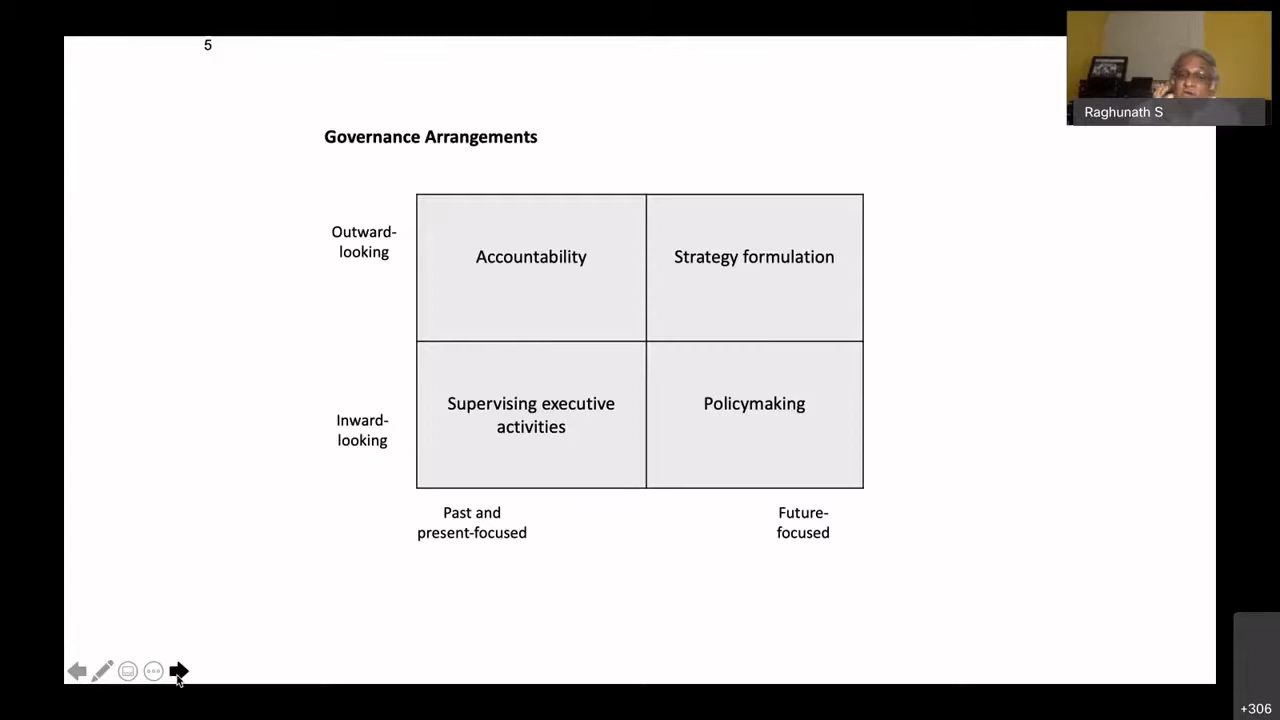 5
Raghunath S
Governance Arrangements
Outward-
looking
Accountability
Strategy formulation
Inward-
looking
Supervising executive
activities
Policymaking
Past and
present-focused
Future-
focused
+306